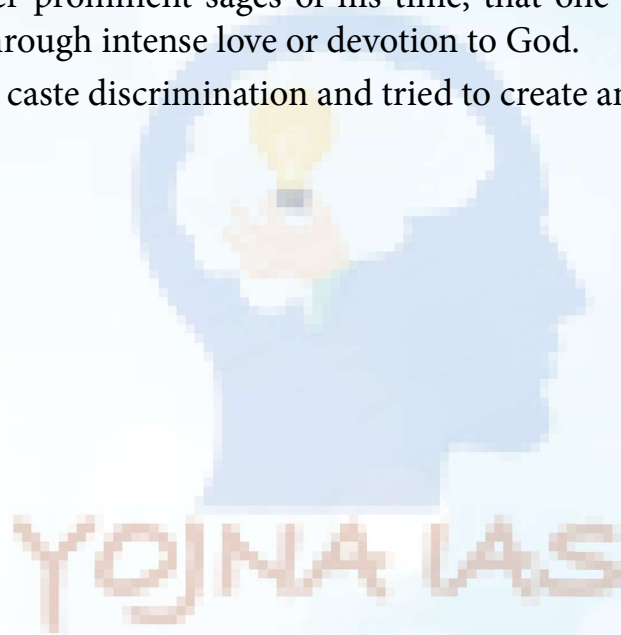 er prominent sages of his time, that one
rough intense love or devotion to God.
caste discrimination and tried to create an
YOJNA IAS